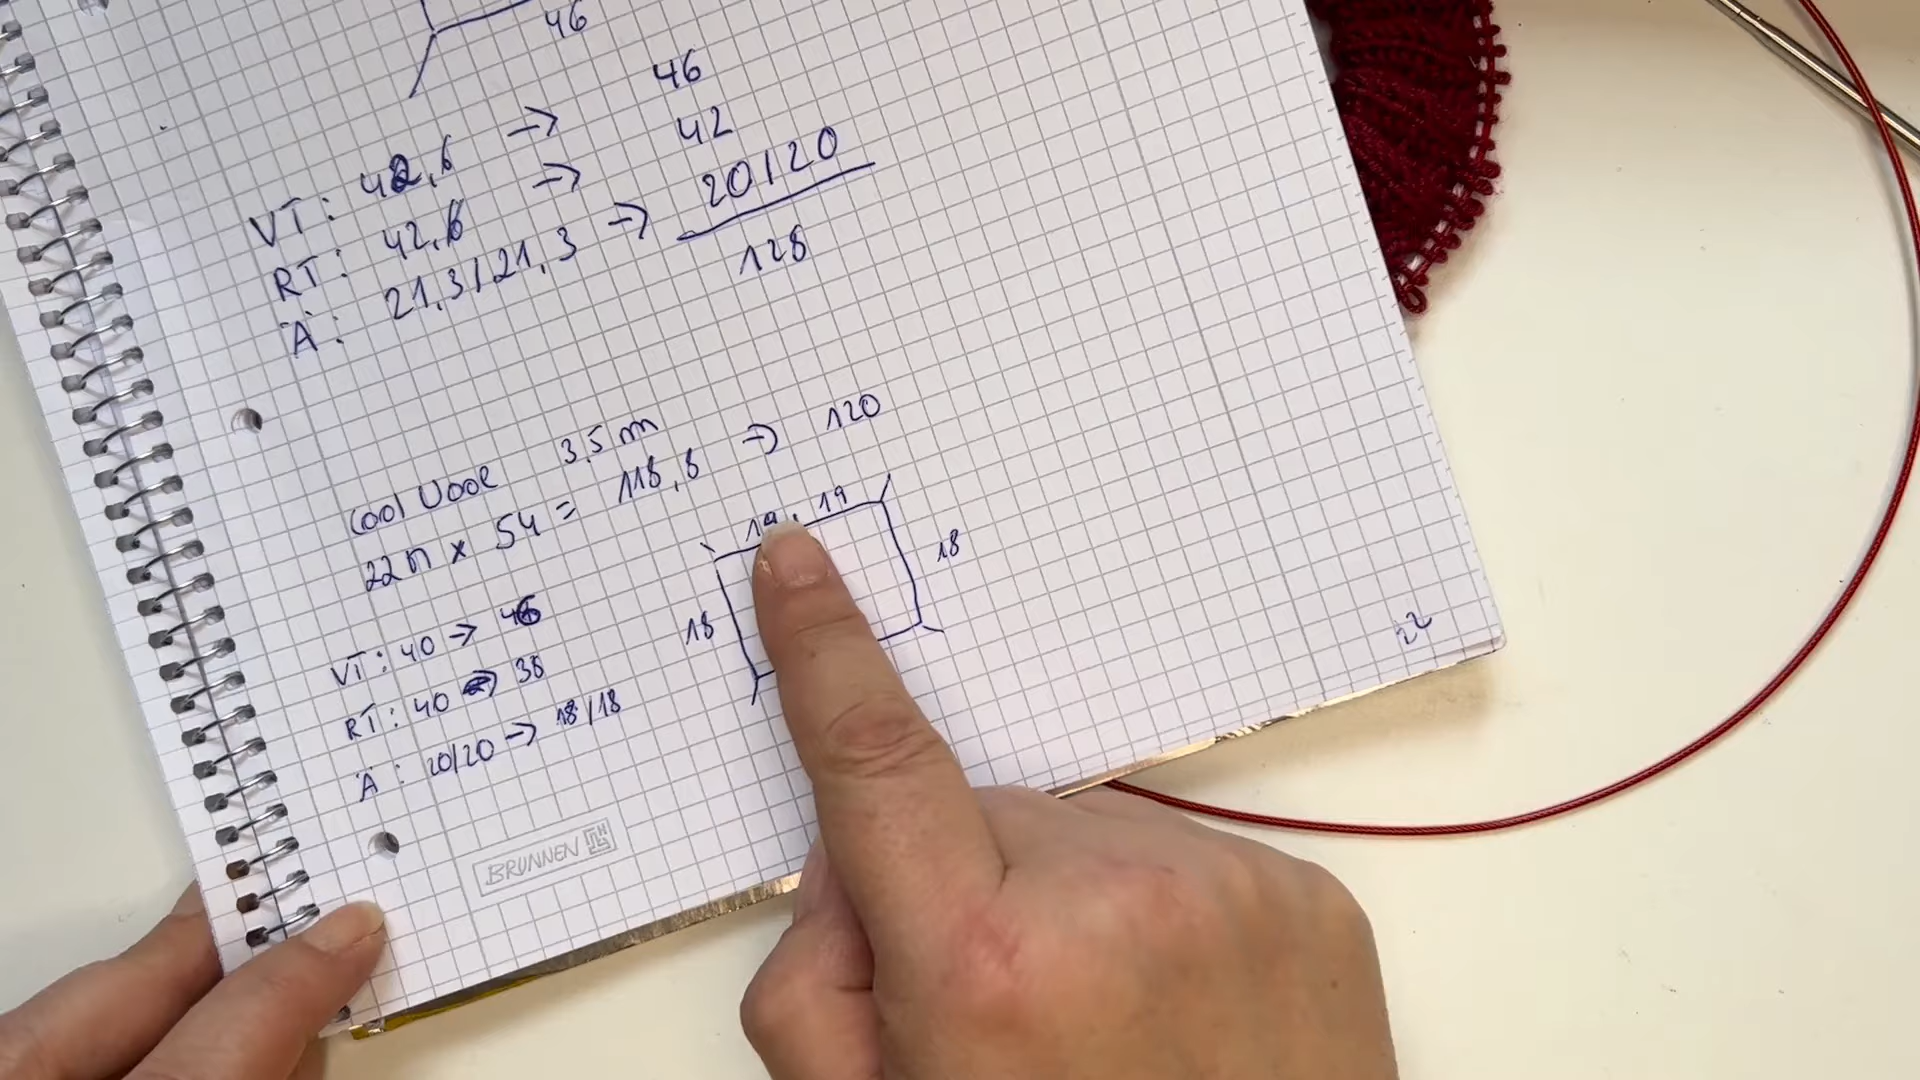 46
VT: 42,6 → 46
RT: 42,6 → 42
Ä: 21,3/21,3 → 20/20
128
Cool Wool 3,5 m
22 M x 54 = 118,8 → 120
19 19
18 18
VT: 40 → 46
RT: 40 → 38
Ä: 20/20 → 18/18
BRUNNEN
22